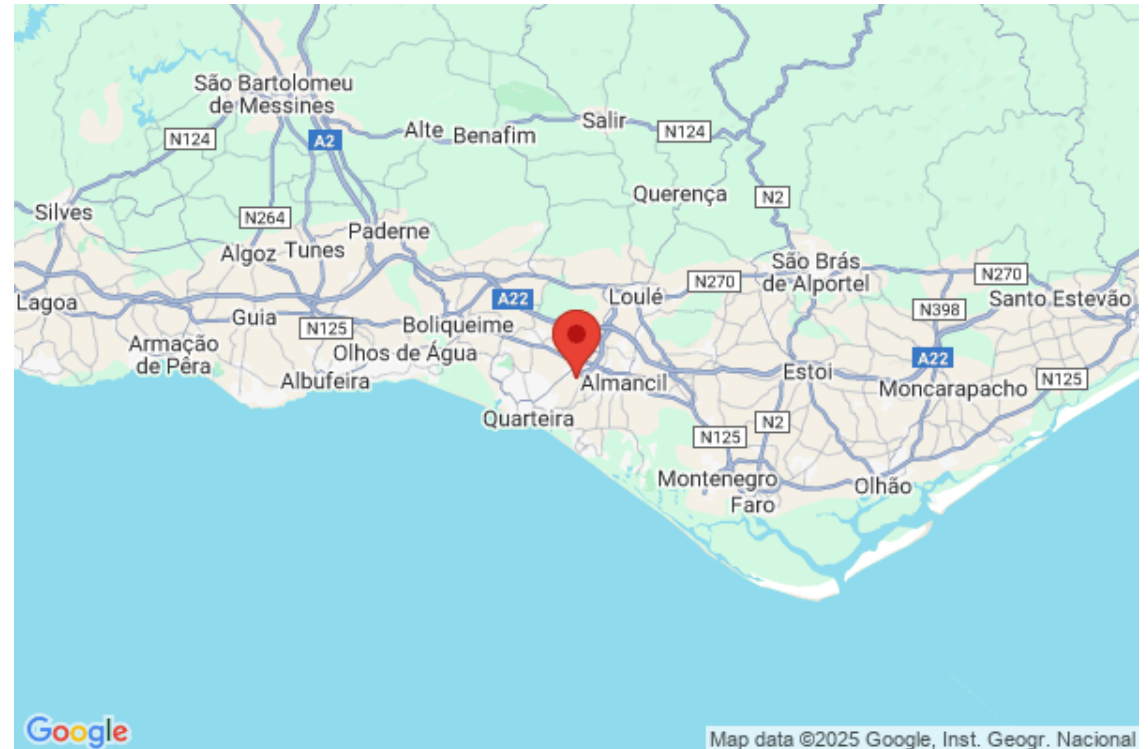 São Bartolomeu
de Messines
N124
A2
Alte
Benafim
Salir
N124
Querença
N2
Silves
N264
Paderne
Algoz
Tunes
São Brás
de Alportel
N270
N270
Lagoa
A22
Loulé
Santo Estevão
N398
Guia
N125
Boliqueime
Armação
de Pêra
Olhos de Água
A22
Albufeira
Almancil
Estoi
Moncarapacho
N125
Quarteira
N125
N2
Montenegro
Faro
Olhão
Google
Map data ©2025 Google, Inst. Geogr. Nacional